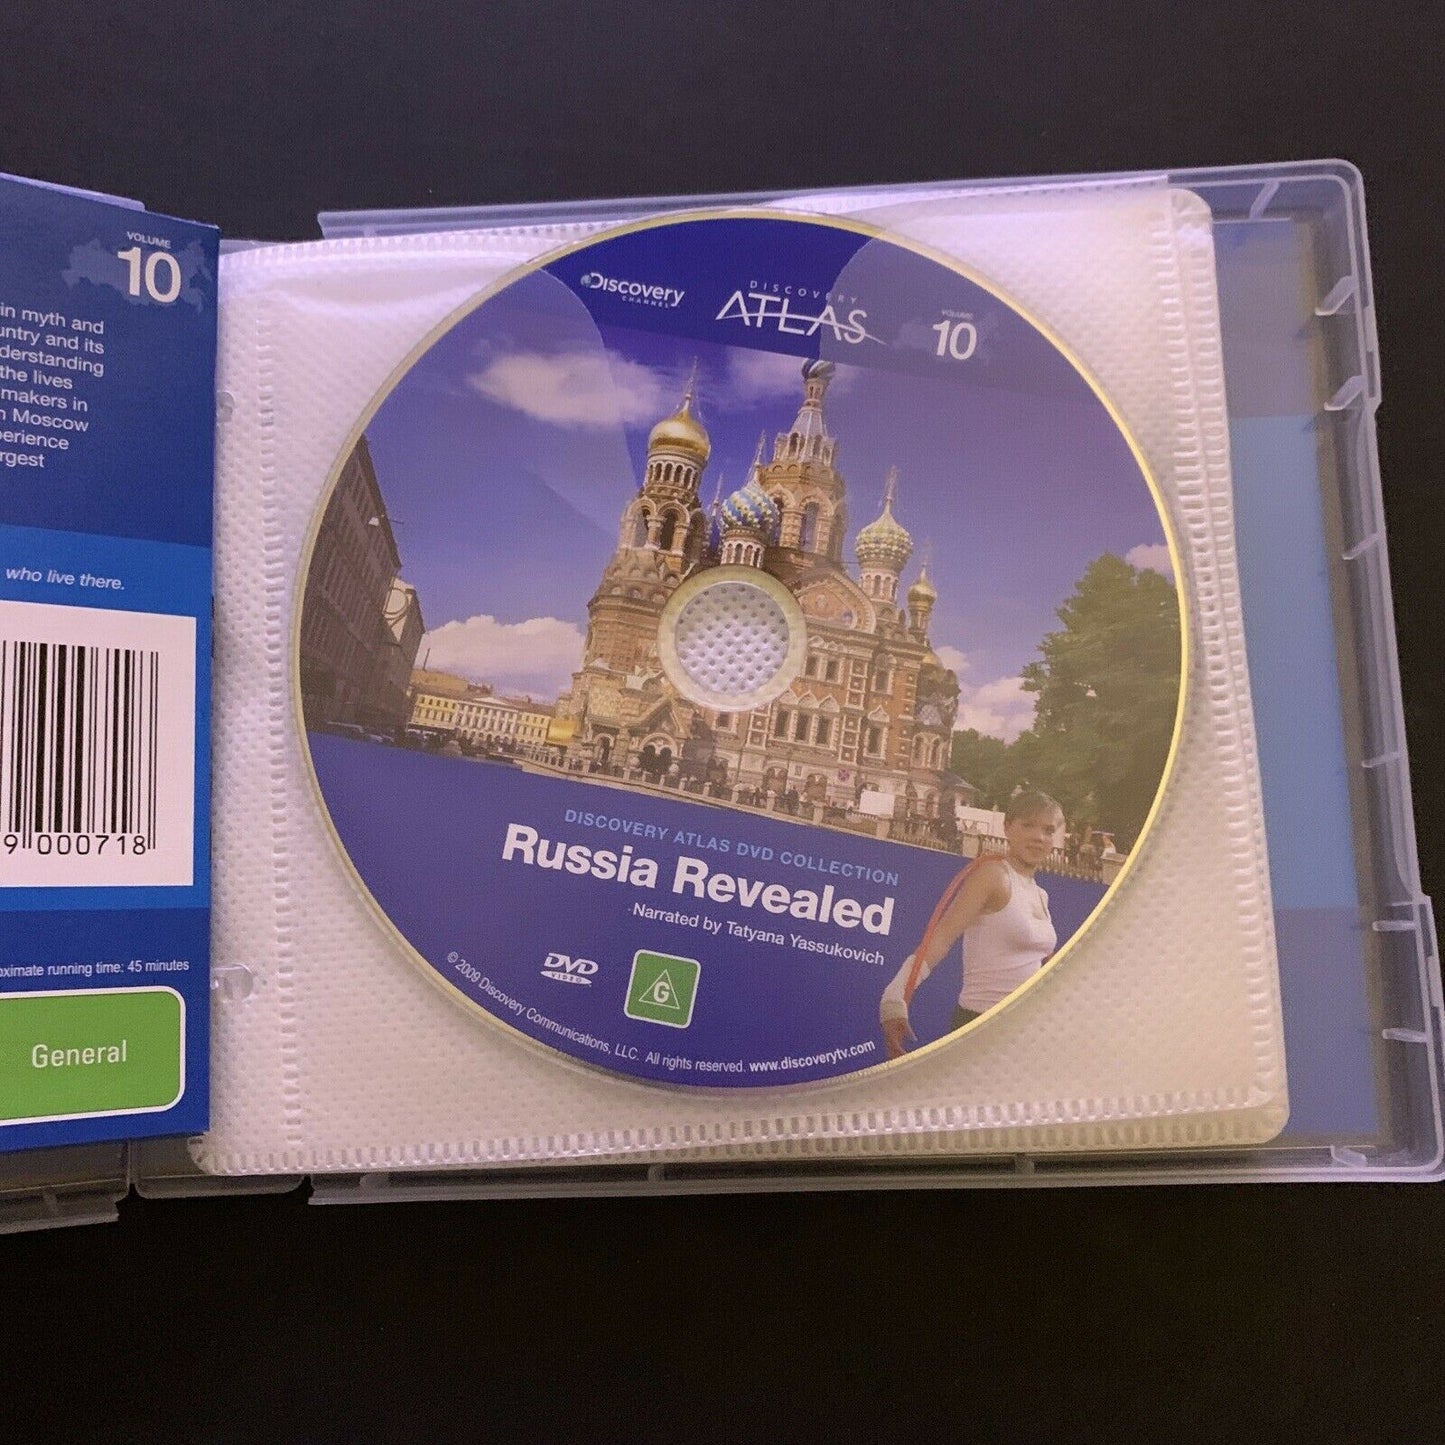 VOLUME
10
in myth and
untry and its
derstanding
the lives
makers in
n Moscow
perience
rgest
who live there.
9 000718
oximate running time: 45 minutes
General
Discovery
CHANNEL
DISCOVERY
ATLAS
VOLUME
10
DISCOVERY ATLAS DVD COLLECTION
Russia Revealed
Narrated by Tatyana Yassukovich
DVD
VIDEO
G
© 2009 Discovery Communications, LLC. All rights reserved. www.discoverytv.com